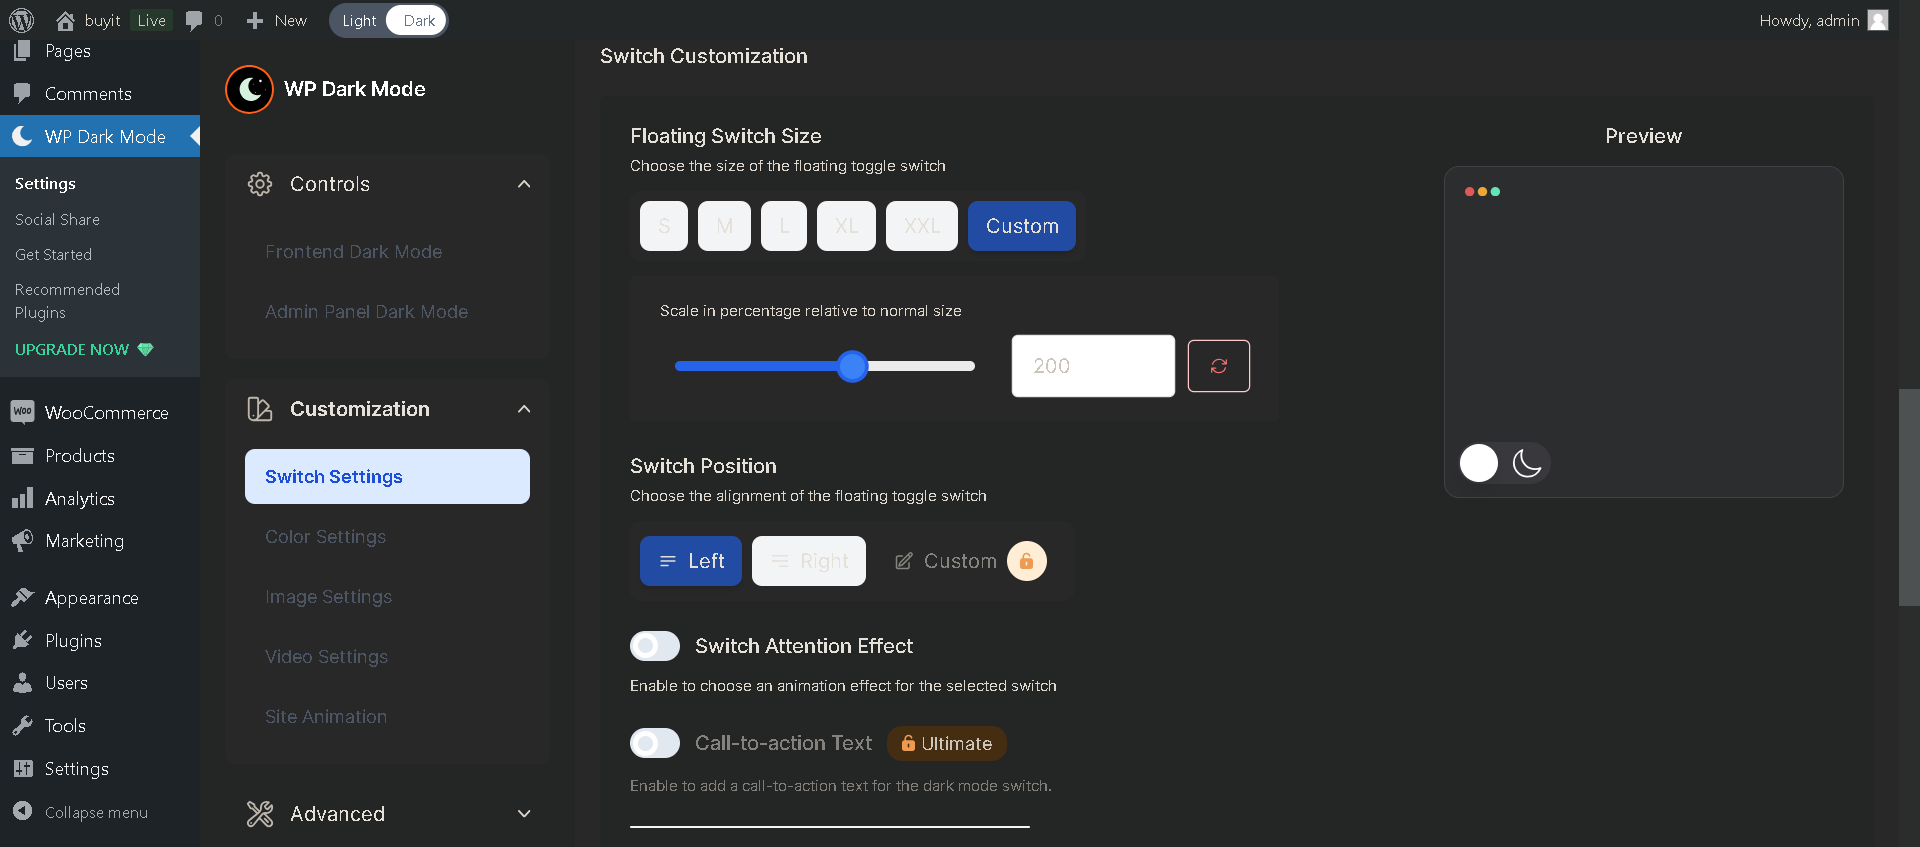 buyit
Live
0
New
Light
Dark
Howdy, admin
Pages
Comments
WP Dark Mode
Settings
Social Share
Get Started
Recommended
Plugins
UPGRADE NOW
Woo
WooCommerce
Products
Analytics
Marketing
Appearance
Plugins
Users
Tools
Settings
Collapse menu
WP Dark Mode
Controls
Frontend Dark Mode
Admin Panel Dark Mode
Customization
Switch Settings
Color Settings
Image Settings
Video Settings
Site Animation
Advanced
Switch Customization
Floating Switch Size
Choose the size of the floating toggle switch
S
M
L
XL
XXL
Custom
Scale in percentage relative to normal size
200
Switch Position
Choose the alignment of the floating toggle switch
Left
Right
Custom
Switch Attention Effect
Enable to choose an animation effect for the selected switch
Call-to-action Text
Ultimate
Enable to add a call-to-action text for the dark mode switch.
Preview